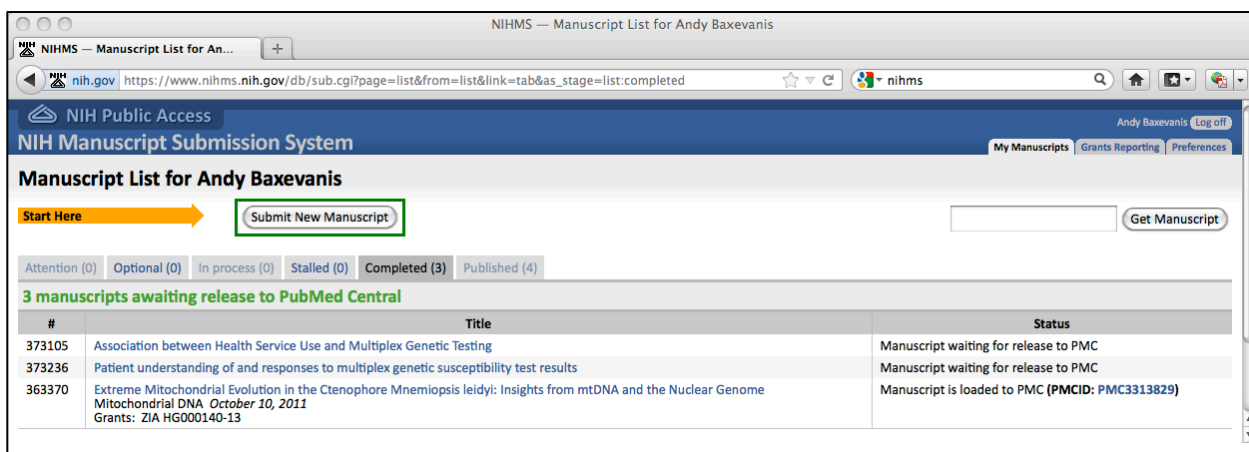 NIHMS — Manuscript List for Andy Baxevanis
NIH NIHMS — Manuscript List for An... +
NIH nih.gov https://www.nihms.nih.gov/db/sub.cgi?page=list&from=list&link=tab&as_stage=list:completed nihms
NIH Public Access
Andy Baxevanis Log off
NIH Manuscript Submission System
My Manuscripts Grants Reporting Preferences
Manuscript List for Andy Baxevanis
Start Here Submit New Manuscript Get Manuscript
Attention (0) Optional (0) In process (0) Stalled (0) Completed (3) Published (4)
3 manuscripts awaiting release to PubMed Central
# Title Status
373105 Association between Health Service Use and Multiplex Genetic Testing Manuscript waiting for release to PMC
373236 Patient understanding of and responses to multiplex genetic susceptibility test results Manuscript waiting for release to PMC
363370 Extreme Mitochondrial Evolution in the Ctenophore Mnemiopsis leidyi: Insights from mtDNA and the Nuclear Genome Manuscript is loaded to PMC (PMCID: PMC3313829)
Mitochondrial DNA October 10, 2011
Grants: ZIA HG000140-13